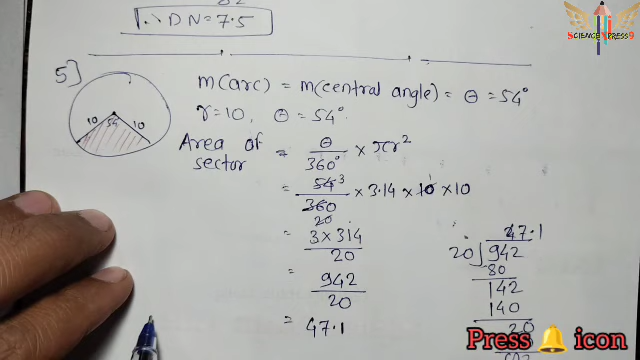 ∴ DN = 7.5
SCIENCEXPRESS9
5]
m(arc) = m(central angle) = θ = 54°
r = 10, θ = 54°.
10 54 10
Area of sector = θ/360° × πr²
= 54 3/360 20 × 3.14 × 10 1 × 10
= 3 × 314/20
= 942/20
= 47.1
47.1
20 ) 942
80
142
140
20
Press icon